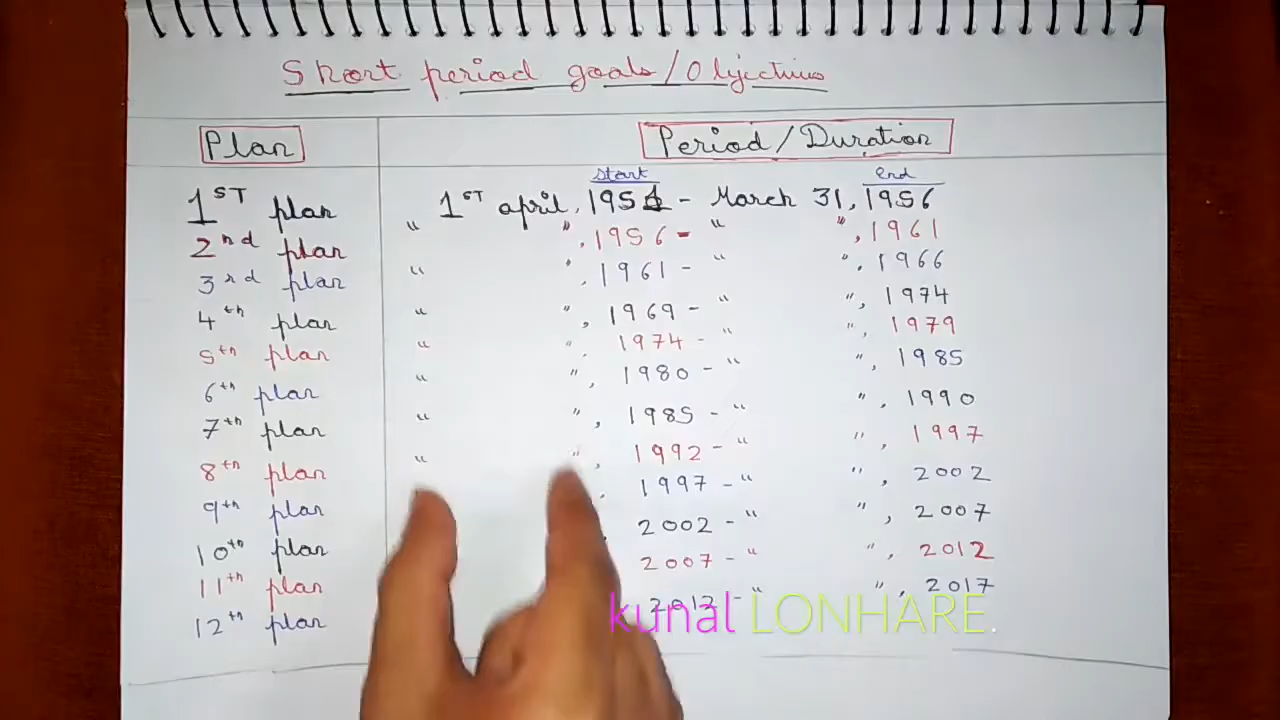 Short period goals/Objectives
Plan Period/Duration
start end
1ST plan 1ST april, 1951 - March 31, 1956
2nd plan " ", 1956 - " ", 1961
3rd plan " ", 1961 - " ", 1966
4th plan " ", 1969 - " ", 1974
5th plan " ", 1974 - " ", 1979
6th plan " ", 1980 - " ", 1985
7th plan " ", 1985 - " ", 1990
8th plan " ", 1992 - " ", 1997
9th plan , 1997 - " ", 2002
10th plan , 2002 - " ", 2007
11th plan 2007 - " ", 2012
12th plan 2012 - " ", 2017
kunal LONHARE.